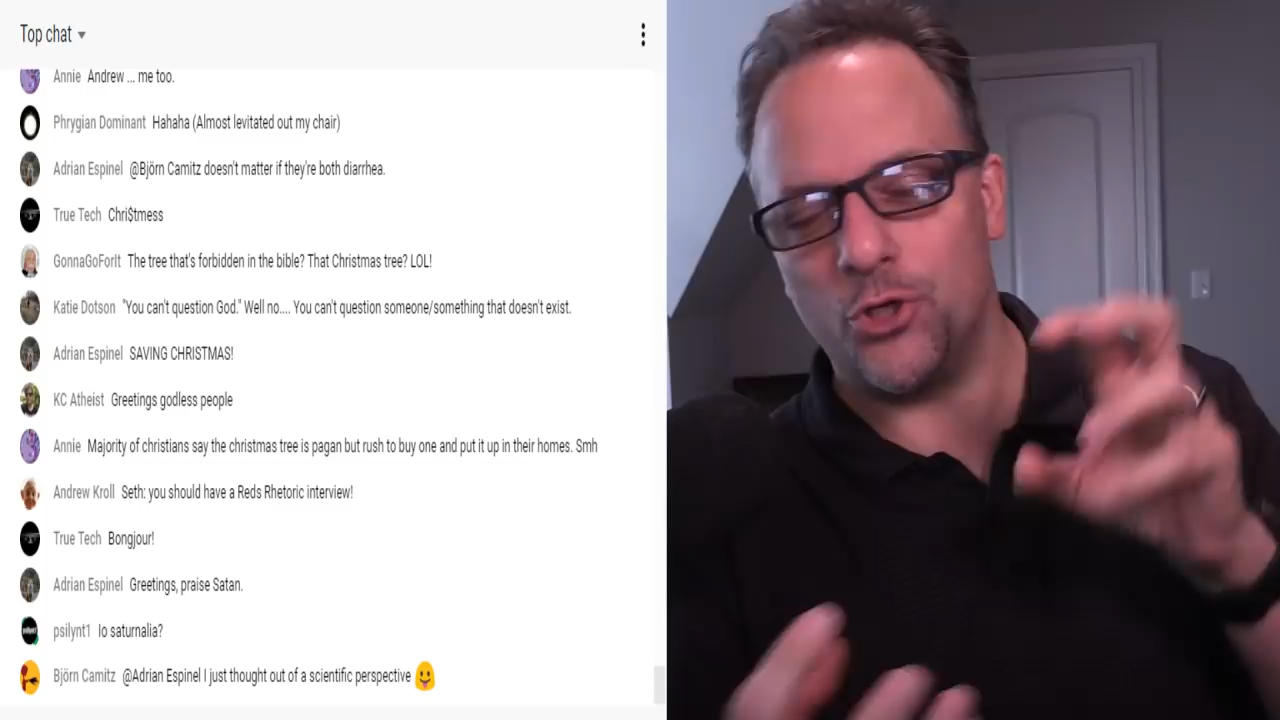 Top chat
Annie Andrew ... me too.
Phrygian Dominant Hahaha (Almost levitated out my chair)
Adrian Espinel @Björn Camitz doesn't matter if they're both diarrhea.
True Tech Chri$tmess
GonnaGoForIt The tree that's forbidden in the bible? That Christmas tree? LOL!
Katie Dotson "You can't question God." Well no.... You can't question someone/something that doesn't exist.
Adrian Espinel SAVING CHRISTMAS!
KC Atheist Greetings godless people
Annie Majority of christians say the christmas tree is pagan but rush to buy one and put it up in their homes. Smh
Andrew Kroll Seth: you should have a Reds Rhetoric interview!
True Tech Bongjour!
Adrian Espinel Greetings, praise Satan.
psilynt1 Io saturnalia?
Björn Camitz @Adrian Espinel I just thought out of a scientific perspective 😛